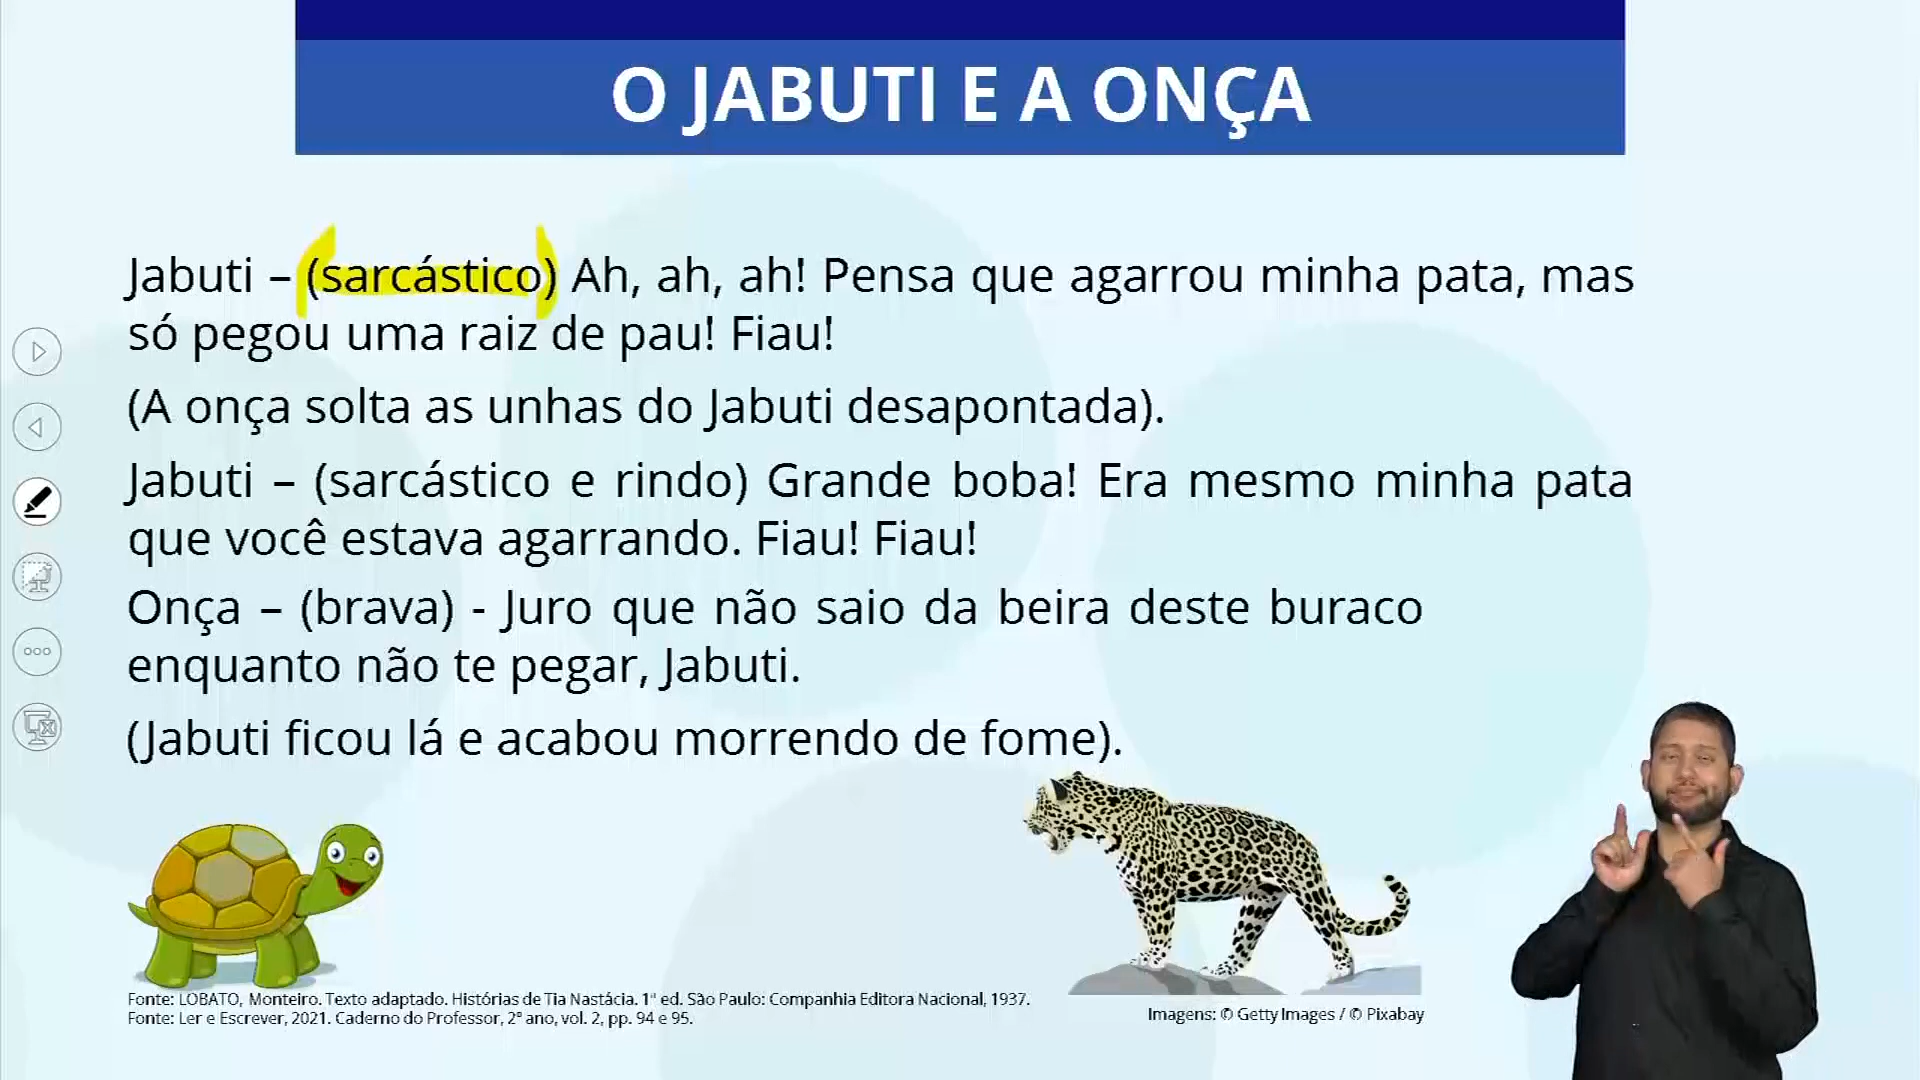 O JABUTI E A ONÇA
Jabuti – (sarcástico) Ah, ah, ah! Pensa que agarrou minha pata, mas
só pegou uma raiz de pau! Fiau!
(A onça solta as unhas do Jabuti desapontada).
Jabuti – (sarcástico e rindo) Grande boba! Era mesmo minha pata
que você estava agarrando. Fiau! Fiau!
Onça – (brava) - Juro que não saio da beira deste buraco
enquanto não te pegar, Jabuti.
(Jabuti ficou lá e acabou morrendo de fome).
Fonte: LOBATO, Monteiro. Texto adaptado. Histórias de Tia Nastácia. 1ª ed. São Paulo: Companhia Editora Nacional, 1937.
Fonte: Ler e Escrever, 2021. Caderno do Professor, 2º ano, vol. 2, pp. 94 e 95.
Imagens: © Getty Images / © Pixabay